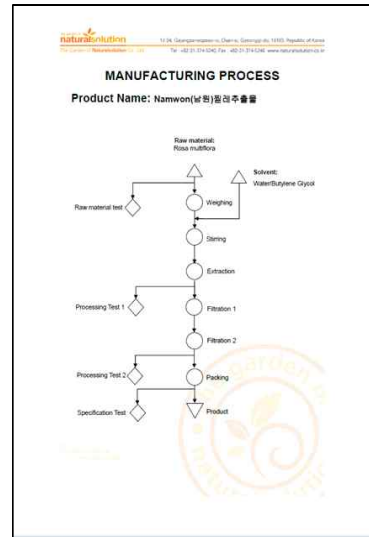 naturalsolution
MANUFACTURING PROCESS
Product Name: Namwon(남원)찔레추출물
Raw material:
Rosa multiflora
Solvent:
Water/Butylene Glycol
Raw material test
Weighing
Stirring
Extraction
Processing Test 1
Filtration 1
Filtration 2
Processing Test 2
Packing
Specification Test
Product